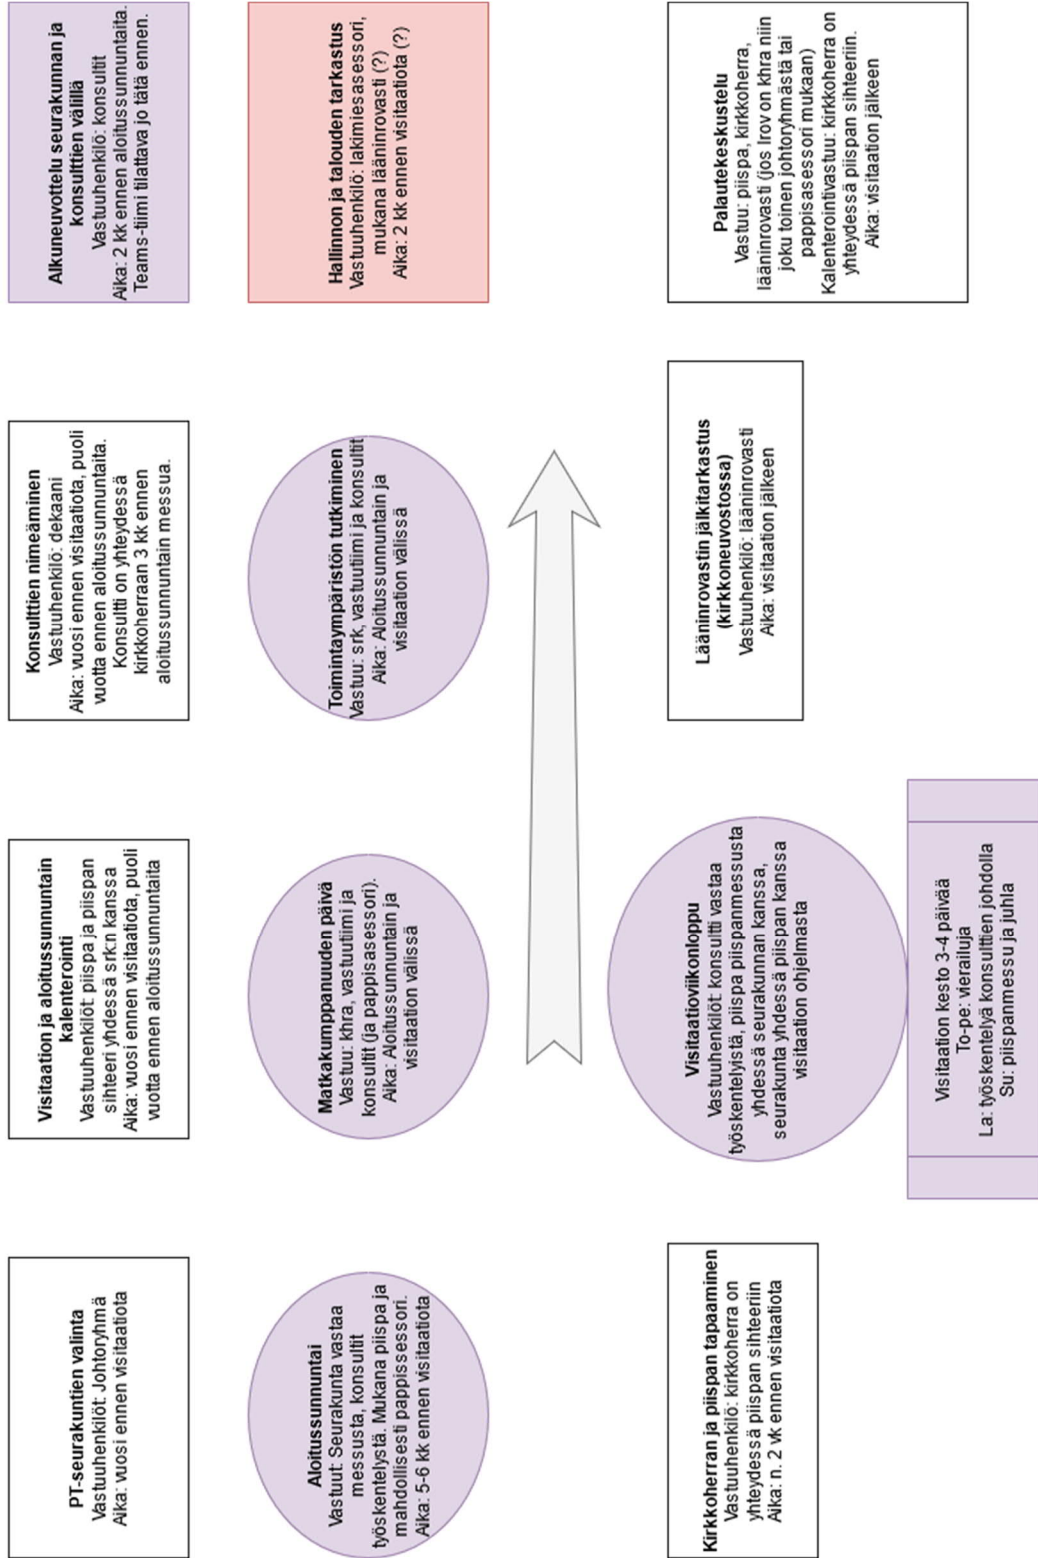 PT-seurakuntien valinta
Vastuuhenkilöt: Johtoryhmä
Aika: vuosi ennen visitaatiota
Visitaation ja aloitussunnuntain
kalenterointi
Vastuuhenkilöt: piispa ja piispan
sihteeri yhdessä srk:n kanssa
Aika: vuosi ennen visitaatiota, puoli
vuotta ennen aloitussunnuntaita
Konsulttien nimeäminen
Vastuuhenkilö: dekaani
Aika: vuosi ennen visitaatiota, puoli
vuotta ennen aloitussunnuntaita.
Konsultti on yhteydessä
kirkkoherraan 3 kk ennen
aloitussunnuntain messua.
Alkuneuvottelu seurakunnan ja
konsulttien välillä
Vastuuhenkilö: konsultit
Aika: 2 kk ennen aloitussunnuntaita.
Teams-tiimi tilattava jo tätä ennen.
Aloitussunnuntai
Vastuut: Seurakunta vastaa
messusta, konsultit
työskentelystä. Mukana piispa ja
mahdollisesti pappissessori.
Aika: 5-6 kk ennen visitaatiota
Matkakumppanuuden päivä
Vastuu: khra, vastuutiimi ja
konsultit (ja pappisasessori).
Aika: Aloitussunnuntain ja
visitaation välissä
Toimintaympäristön tutkiminen
Vastuu: srk, vastuutiimi ja konsultit
Aika: Aloitussunnuntain ja
visitaation välissä
Hallinnon ja talouden tarkastus
Vastuuhenkilö: lakimiesasessori,
mukana lääninrovasti (?)
Aika: 2 kk ennen visitaatiota (?)
Kirkkoherran ja piispan tapaaminen
Vastuuhenkilö: kirkkoherra on
yhteydessä piispan sihteeriin
Aika: n. 2 vk ennen visitaatiota
Visitaatioviikonloppu
Vastuuhenkilöt: konsultti vastaa
työskentelyistä, piispa piispanmessusta
yhdessä seurakunnan kanssa,
seurakunta yhdessä piispan kanssa
visitaation ohjelmasta
Visitaation kesto 3-4 päivää
To-pe: vierailuja
La: työskentelyä konsulttien johdolla
Su: piispanmessu ja juhla
Lääninrovastin jälkitarkastus
(kirkkoneuvostossa)
Vastuuhenkilö: lääninrovasti
Aika: visitaation jälkeen
Palautekeskustelu
Vastuu: piispa, kirkkoherra,
lääninrovasti (jos lrov on khra niin
joku toinen johtoryhmästä tai
pappisasessori mukaan)
Kalenterointivastuu: kirkkoherra on
yhteydessä piispan sihteeriin.
Aika: visitaation jälkeen